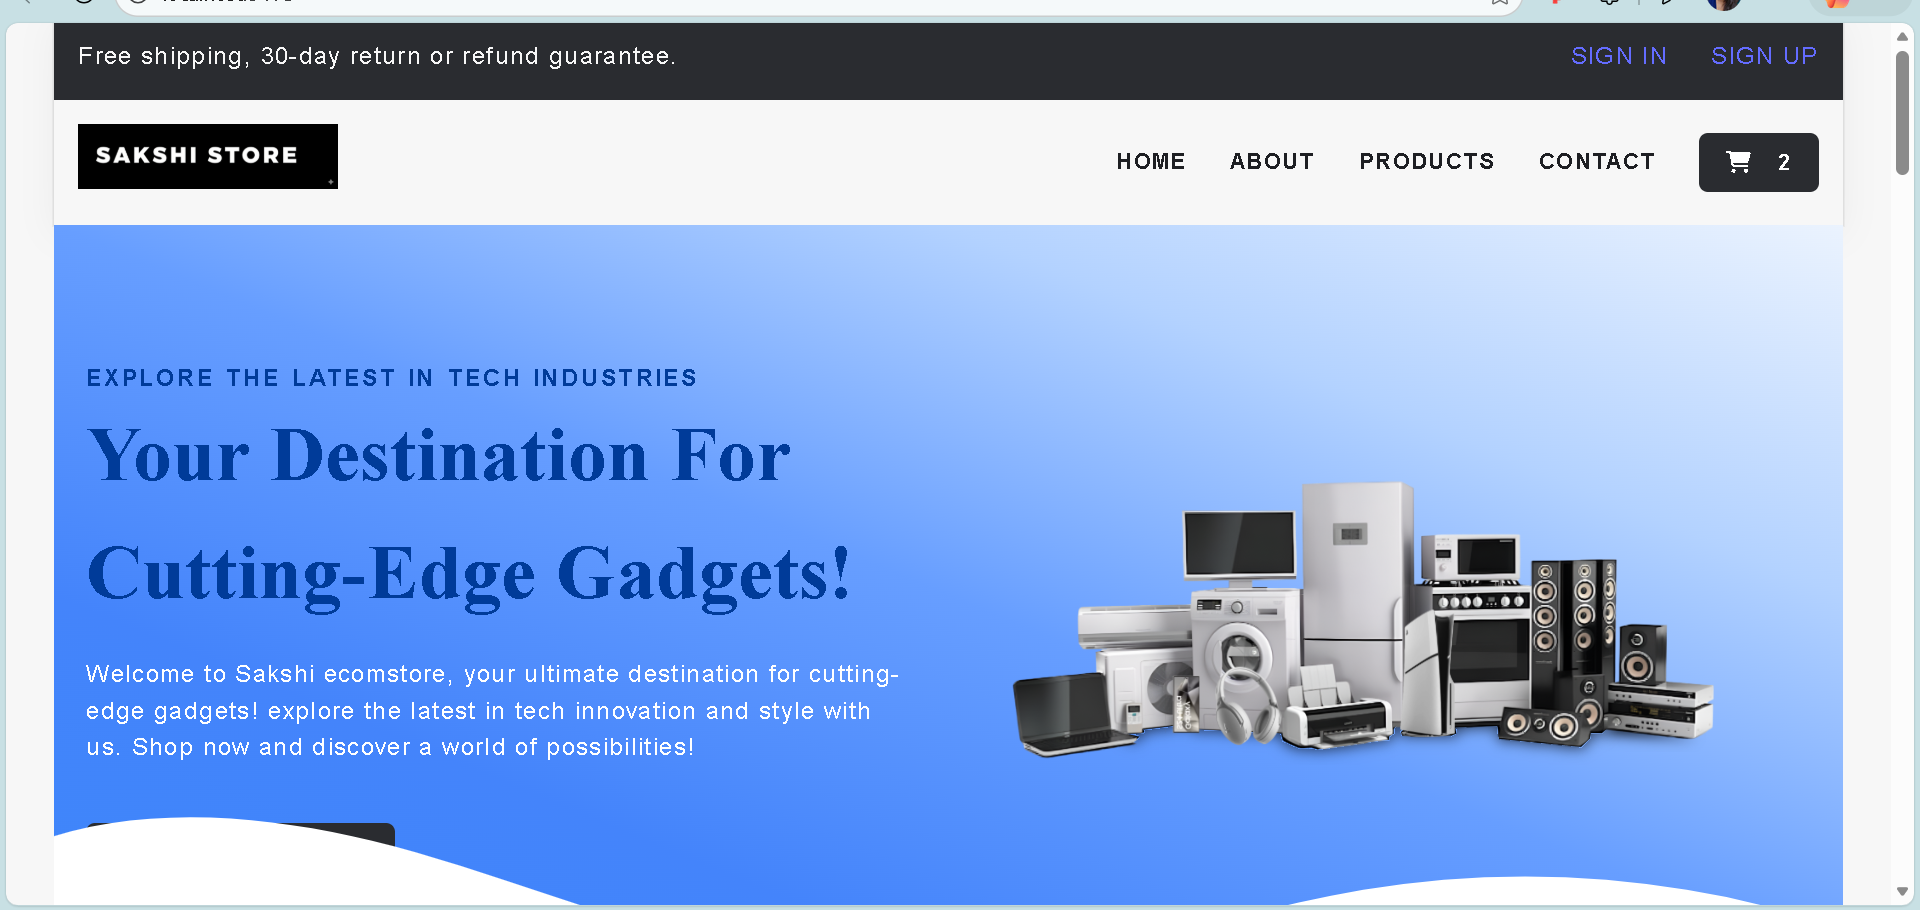 Free shipping, 30-day return or refund guarantee.
SIGN IN
SIGN UP
SAKSHI STORE
HOME
ABOUT
PRODUCTS
CONTACT
2
EXPLORE THE LATEST IN TECH INDUSTRIES
Your Destination For
Cutting-Edge Gadgets!
Welcome to Sakshi ecomstore, your ultimate destination for cutting-
edge gadgets! explore the latest in tech innovation and style with
us. Shop now and discover a world of possibilities!